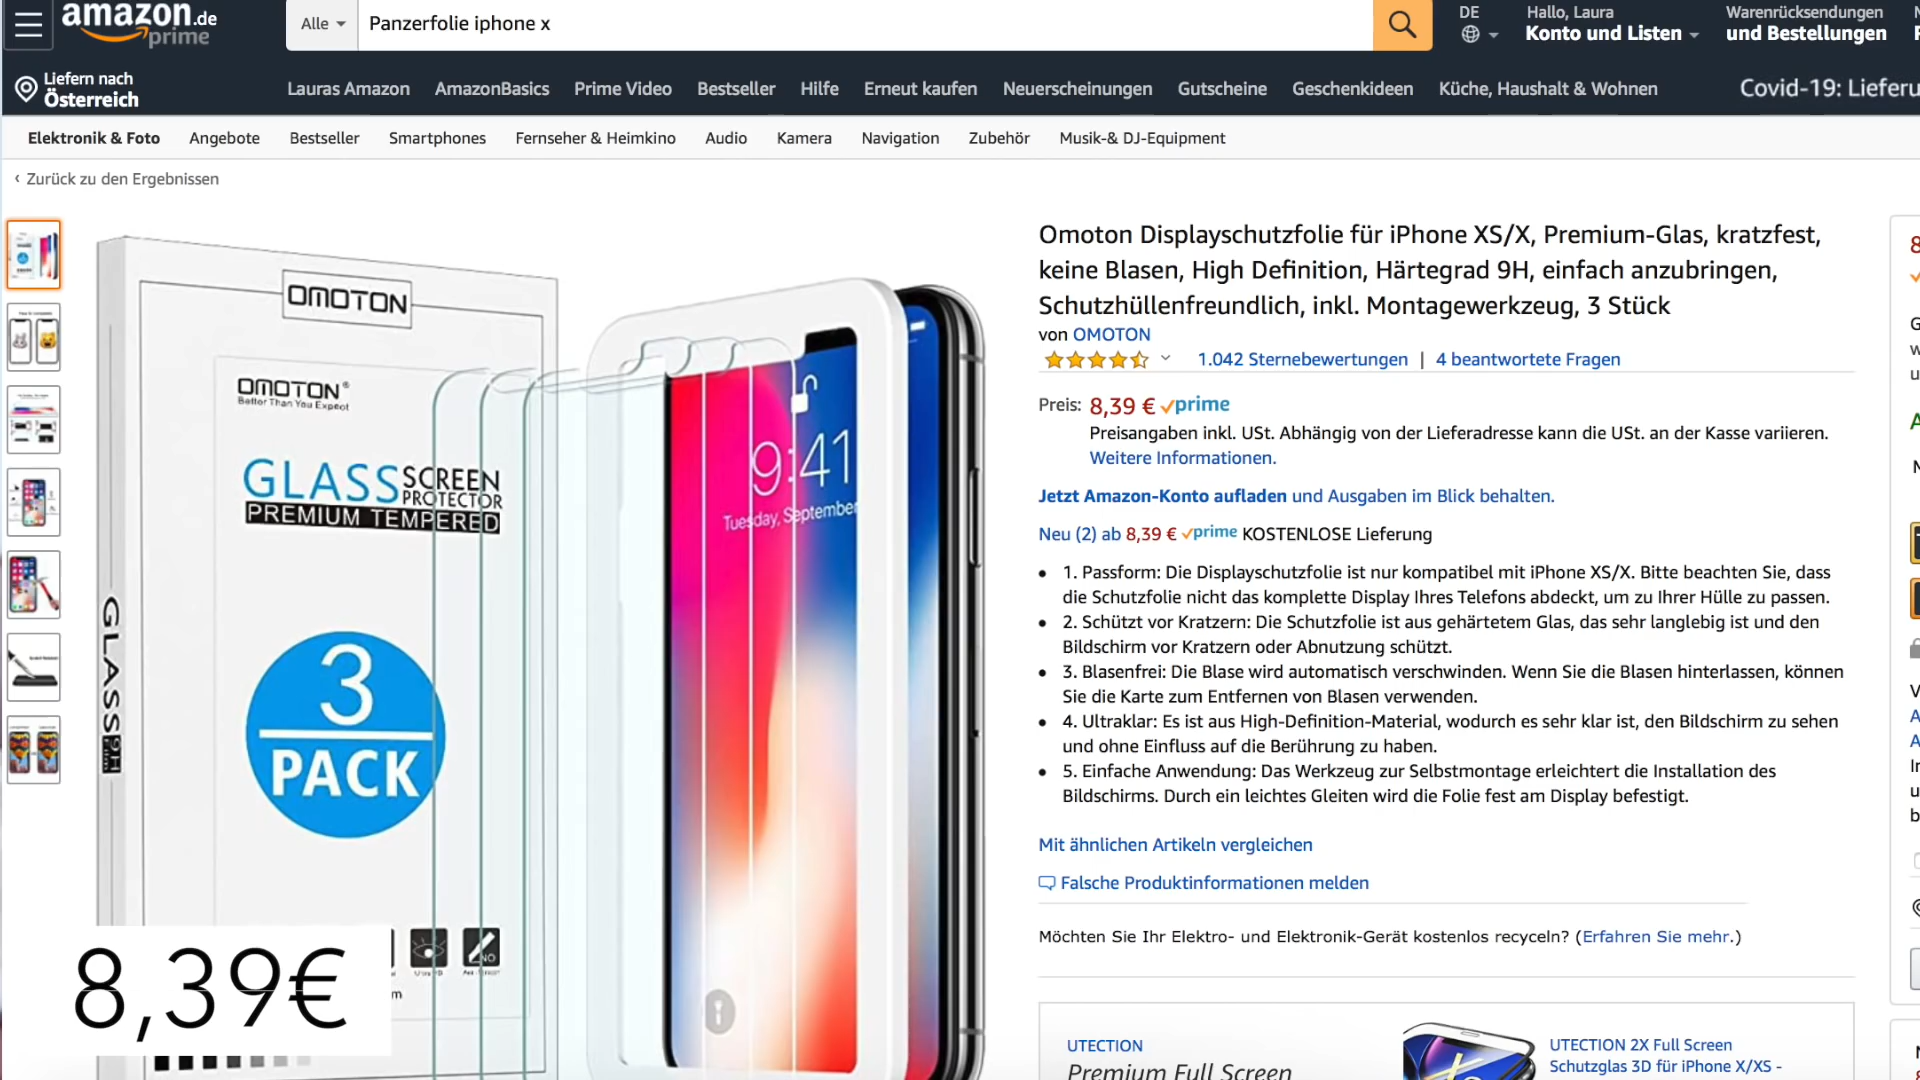 amazon.de
prime
Alle
Panzerfolie iphone x
DE
Hallo, Laura
Konto und Listen
Warenrücksendungen
und Bestellungen
Liefern nach
Österreich
Lauras Amazon
AmazonBasics
Prime Video
Bestseller
Hilfe
Erneut kaufen
Neuerscheinungen
Gutscheine
Geschenkideen
Küche, Haushalt & Wohnen
Covid-19: Lieferu
Elektronik & Foto
Angebote
Bestseller
Smartphones
Fernseher & Heimkino
Audio
Kamera
Navigation
Zubehör
Musik-& DJ-Equipment
‹ Zurück zu den Ergebnissen
OMOTON
OMOTON®
Better Than You Expect
GLASS SCREEN
PROTECTOR
PREMIUM TEMPERED
3
PACK
GLASS 9H
9:41
Tuesday, September
8,39€
Omoton Displayschutzfolie für iPhone XS/X, Premium-Glas, kratzfest,
keine Blasen, High Definition, Härtegrad 9H, einfach anzubringen,
Schutzhüllenfreundlich, inkl. Montagewerkzeug, 3 Stück
von OMOTON
1.042 Sternebewertungen | 4 beantwortete Fragen
Preis: 8,39 € prime
Preisangaben inkl. USt. Abhängig von der Lieferadresse kann die USt. an der Kasse variieren.
Weitere Informationen.
Jetzt Amazon-Konto aufladen und Ausgaben im Blick behalten.
Neu (2) ab 8,39 € prime KOSTENLOSE Lieferung
• 1. Passform: Die Displayschutzfolie ist nur kompatibel mit iPhone XS/X. Bitte beachten Sie, dass
die Schutzfolie nicht das komplette Display Ihres Telefons abdeckt, um zu Ihrer Hülle zu passen.
• 2. Schützt vor Kratzern: Die Schutzfolie ist aus gehärtetem Glas, das sehr langlebig ist und den
Bildschirm vor Kratzern oder Abnutzung schützt.
• 3. Blasenfrei: Die Blase wird automatisch verschwinden. Wenn Sie die Blasen hinterlassen, können
Sie die Karte zum Entfernen von Blasen verwenden.
• 4. Ultraklar: Es ist aus High-Definition-Material, wodurch es sehr klar ist, den Bildschirm zu sehen
und ohne Einfluss auf die Berührung zu haben.
• 5. Einfache Anwendung: Das Werkzeug zur Selbstmontage erleichtert die Installation des
Bildschirms. Durch ein leichtes Gleiten wird die Folie fest am Display befestigt.
Mit ähnlichen Artikeln vergleichen
Falsche Produktinformationen melden
Möchten Sie Ihr Elektro- und Elektronik-Gerät kostenlos recyceln? (Erfahren Sie mehr.)
UTECTION
Premium Full Screen
UTECTION 2X Full Screen
Schutzglas 3D für iPhone X/XS -